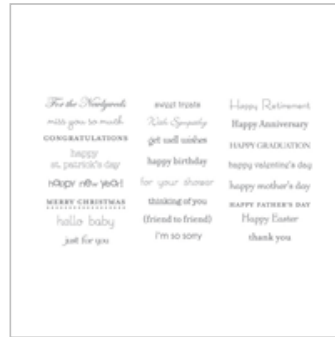 For the Newlyweds
miss you so much
CONGRATULATIONS
happy
st. patrick's day
happy new year!
MERRY CHRISTMAS
hello baby
just for you
sweet treats
With Sympathy
get well wishes
happy birthday
for your shower
thinking of you
(friend to friend)
i'm so sorry
Happy Retirement
Happy Anniversary
HAPPY GRADUATION
happy valentine's day
happy mother's day
HAPPY FATHER'S DAY
Happy Easter
thank you